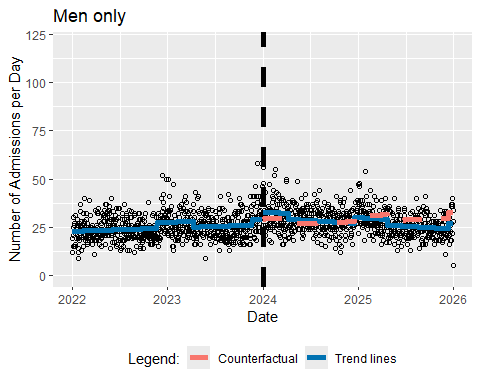 Men only
Number of Admissions per Day
125
100
75
50
25
0
2022 2023 2024 2025 2026
Date
Legend: Counterfactual Trend lines